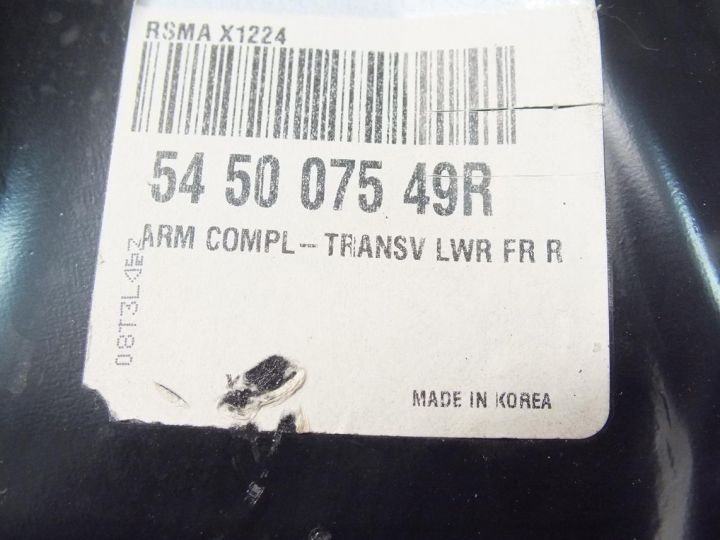 RSMA X1224
54 50 075 49R
ARM COMPL-TRANSV LWR FR R
MADE IN KOREA